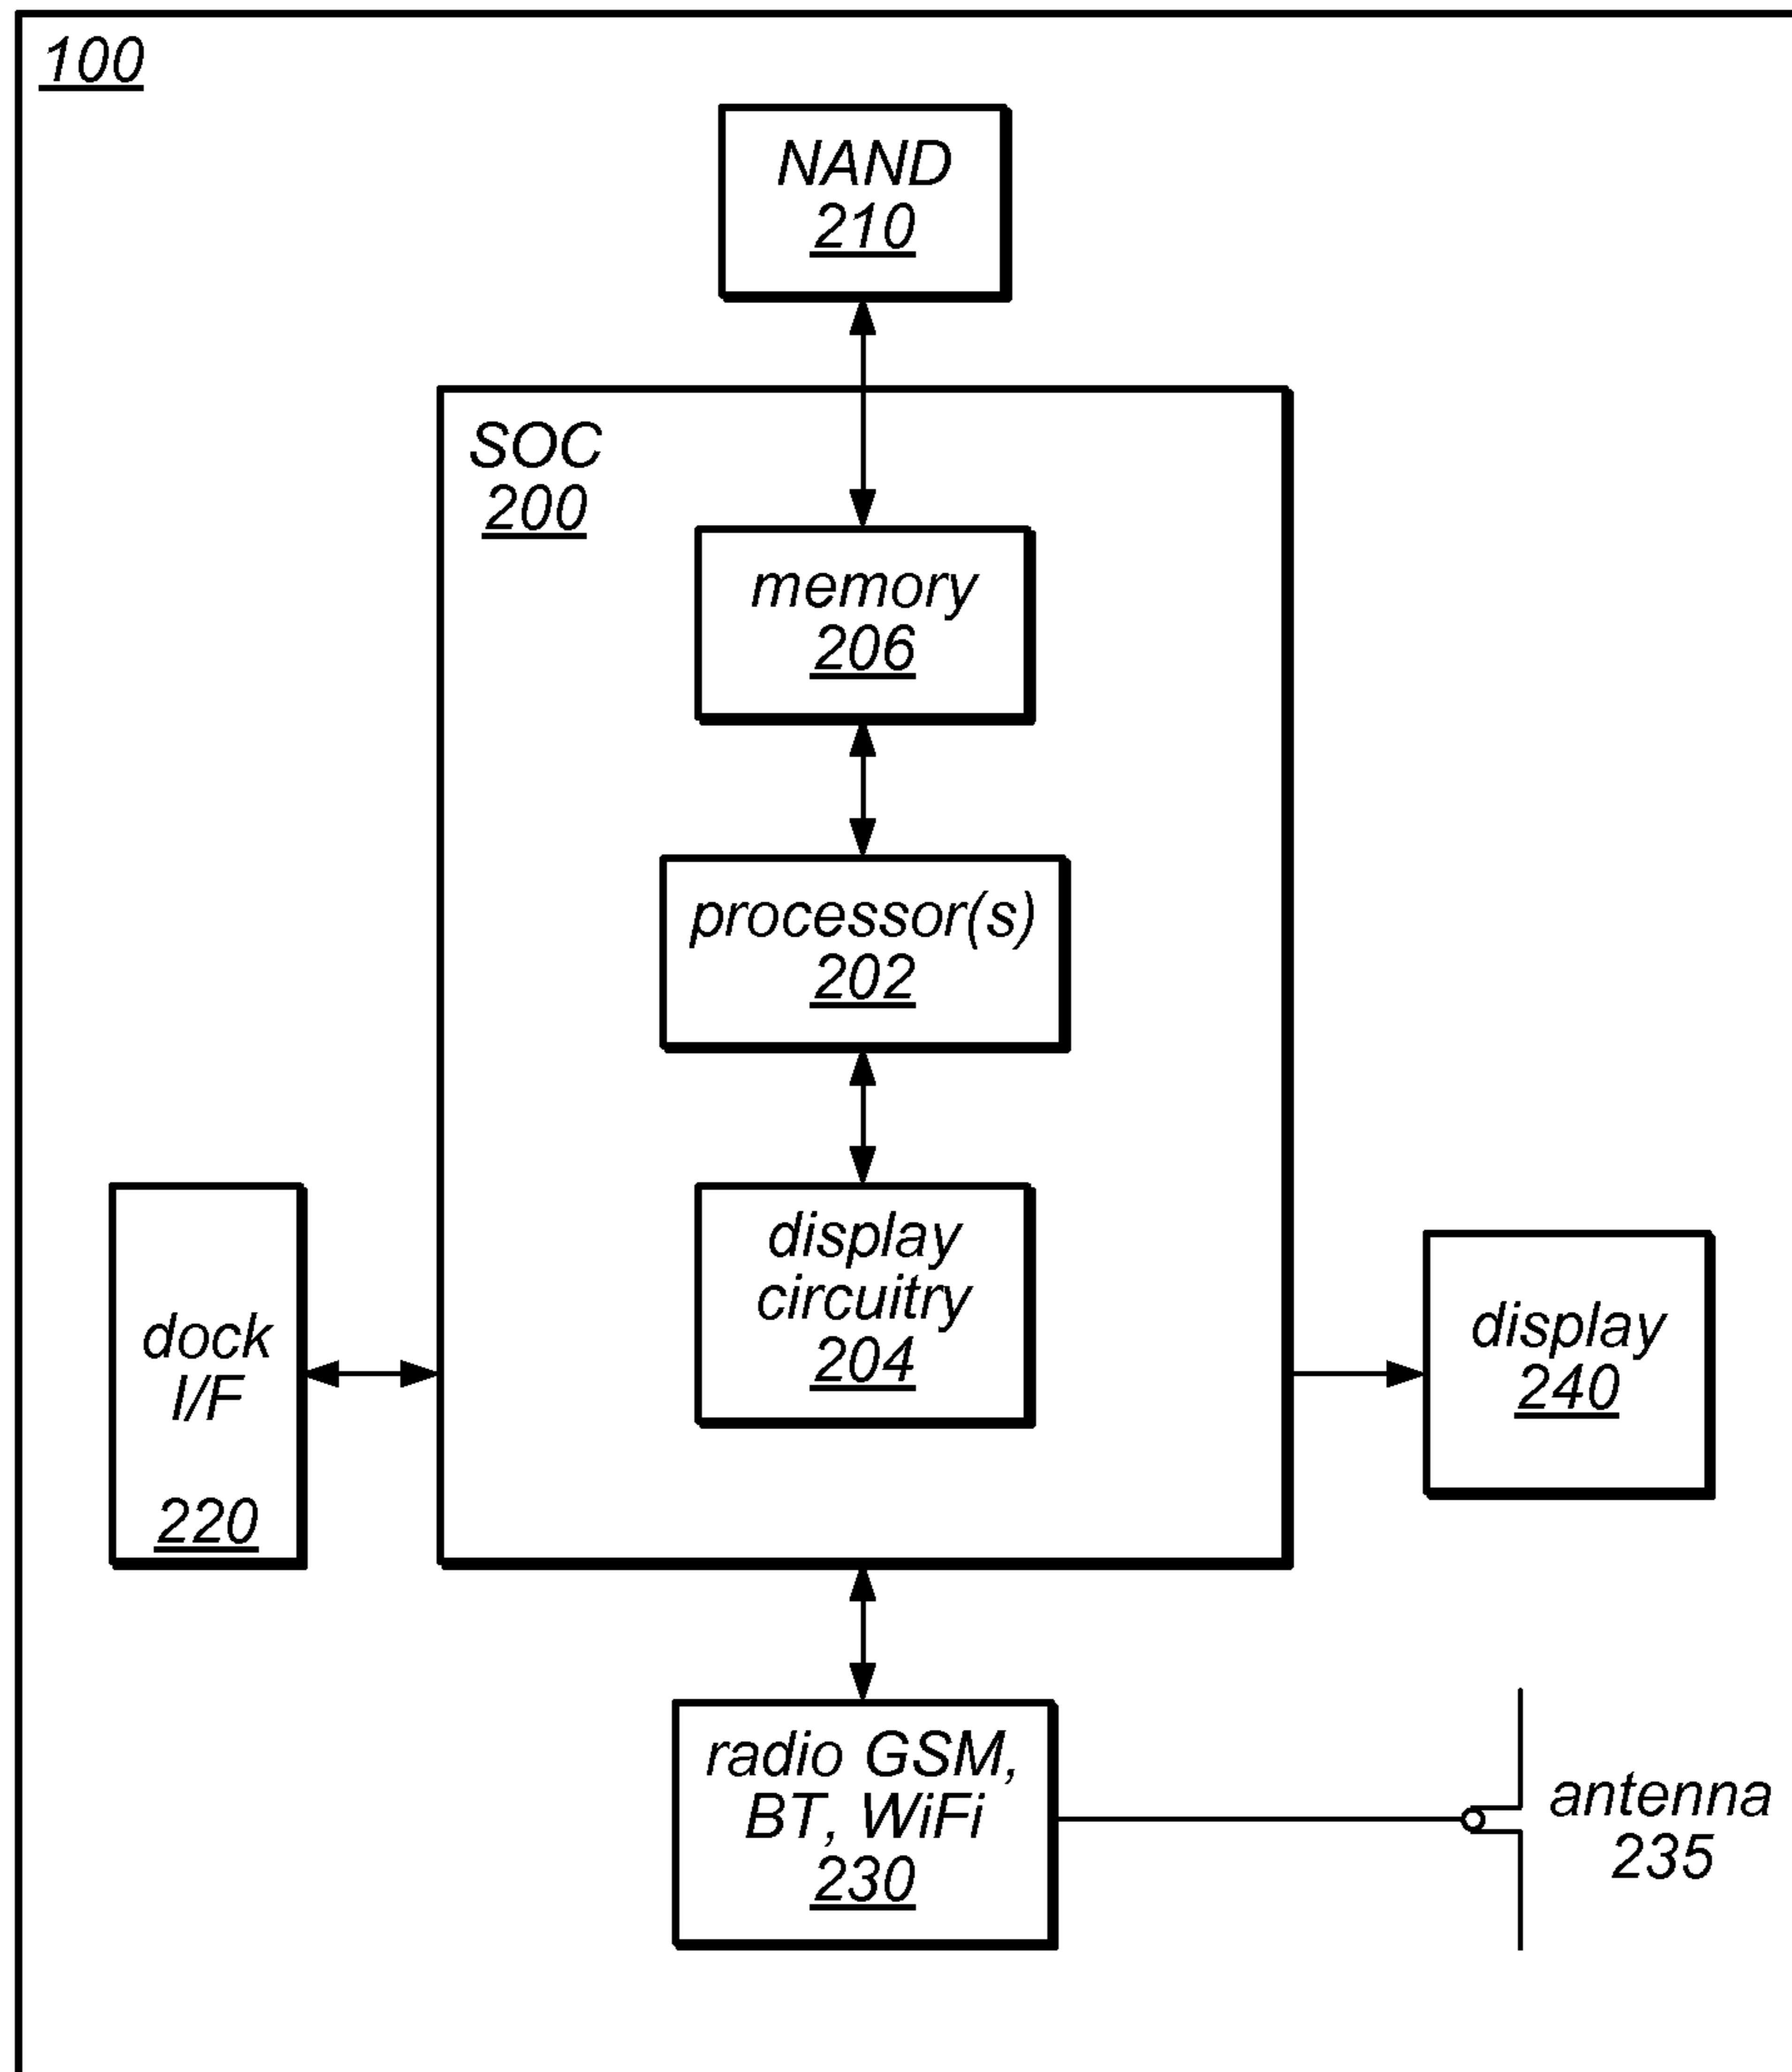 100
NAND
210
SOC
200
memory
206
processor(s)
202
display
circuitry
204
dock
I/F
220
display
240
radio GSM,
BT, WiFi
230
antenna
235